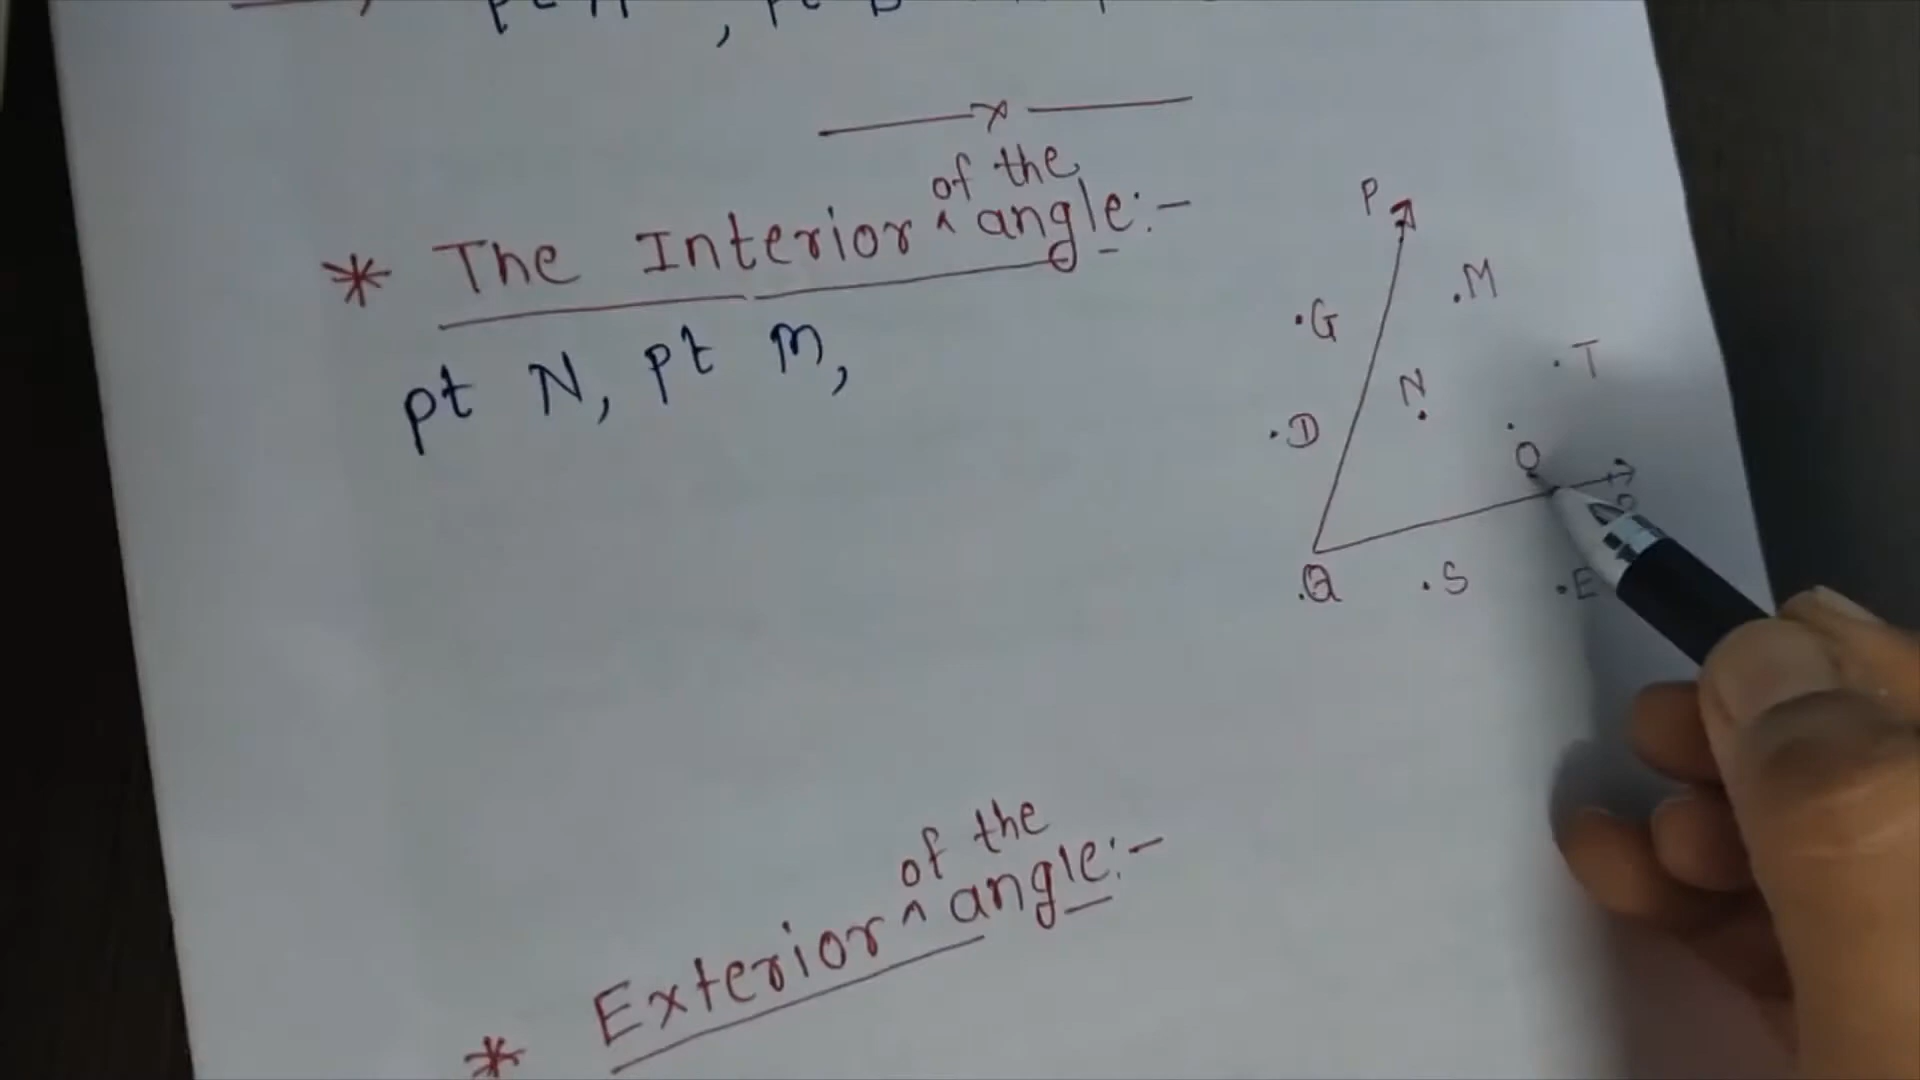 of the
* The Interior ^ angle:-
pt N, pt M,
P
.M
.G
.T
N
.D
O
.Q
.S
.E
of the
* Exterior ^ angle:-